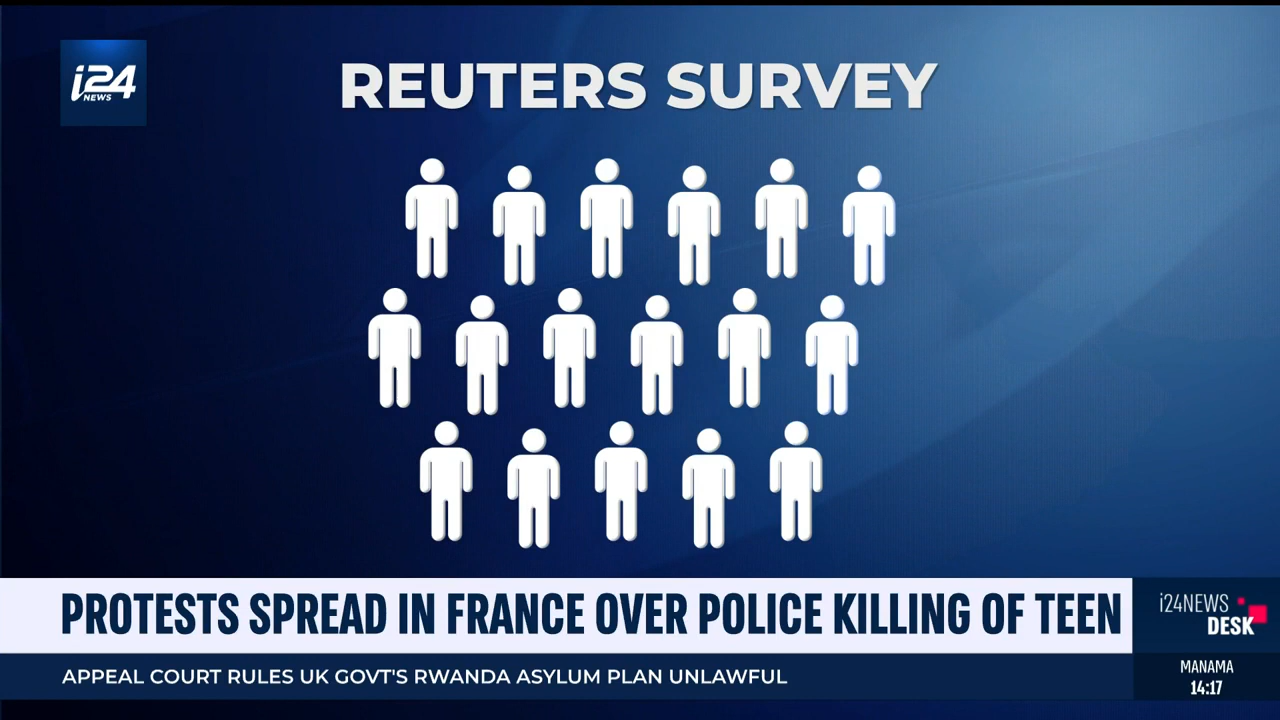 i24
NEWS
REUTERS SURVEY
PROTESTS SPREAD IN FRANCE OVER POLICE KILLING OF TEEN
i24NEWS
DESK
APPEAL COURT RULES UK GOVT'S RWANDA ASYLUM PLAN UNLAWFUL
MANAMA
14:17